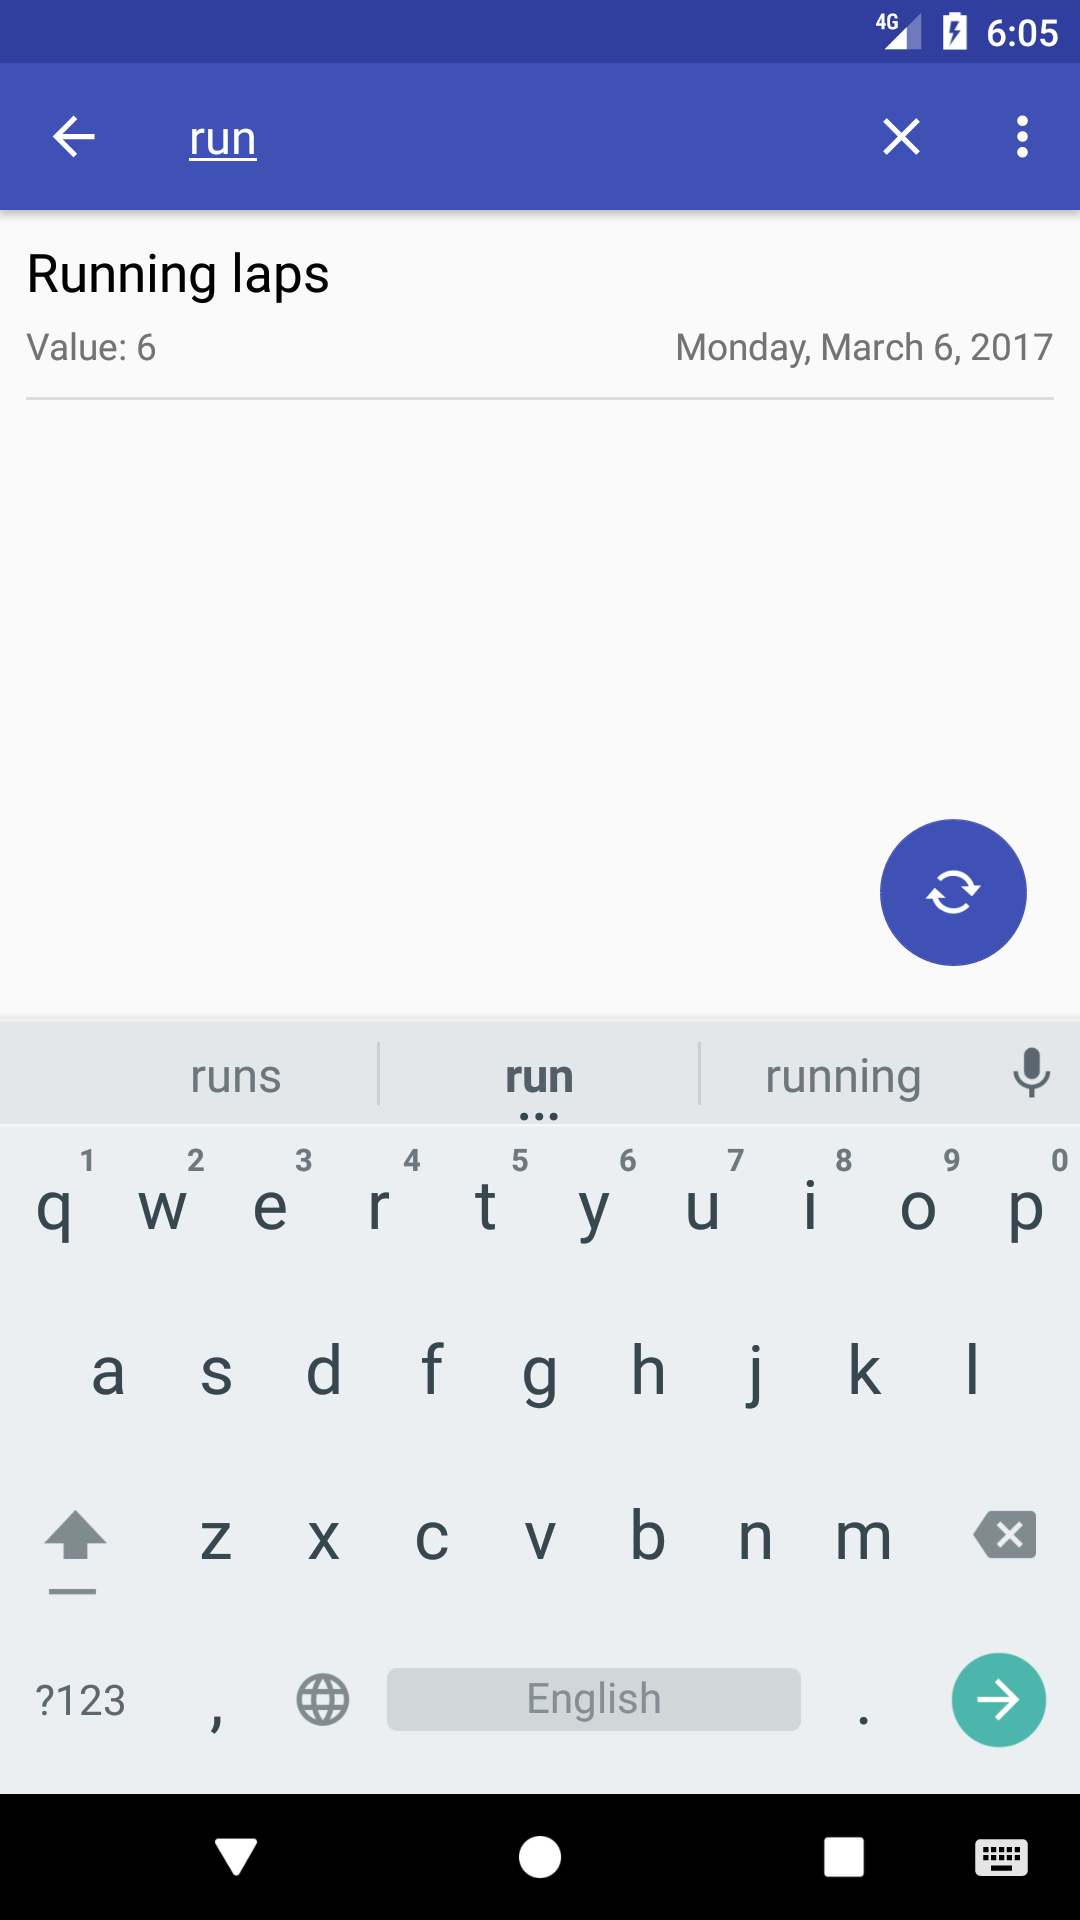 4G 6:05
run
Running laps
Value: 6 Monday, March 6, 2017
runs run running
1 2 3 4 5 6 7 8 9 0
q w e r t y u i o p
a s d f g h j k l
z x c v b n m
?123 , English .